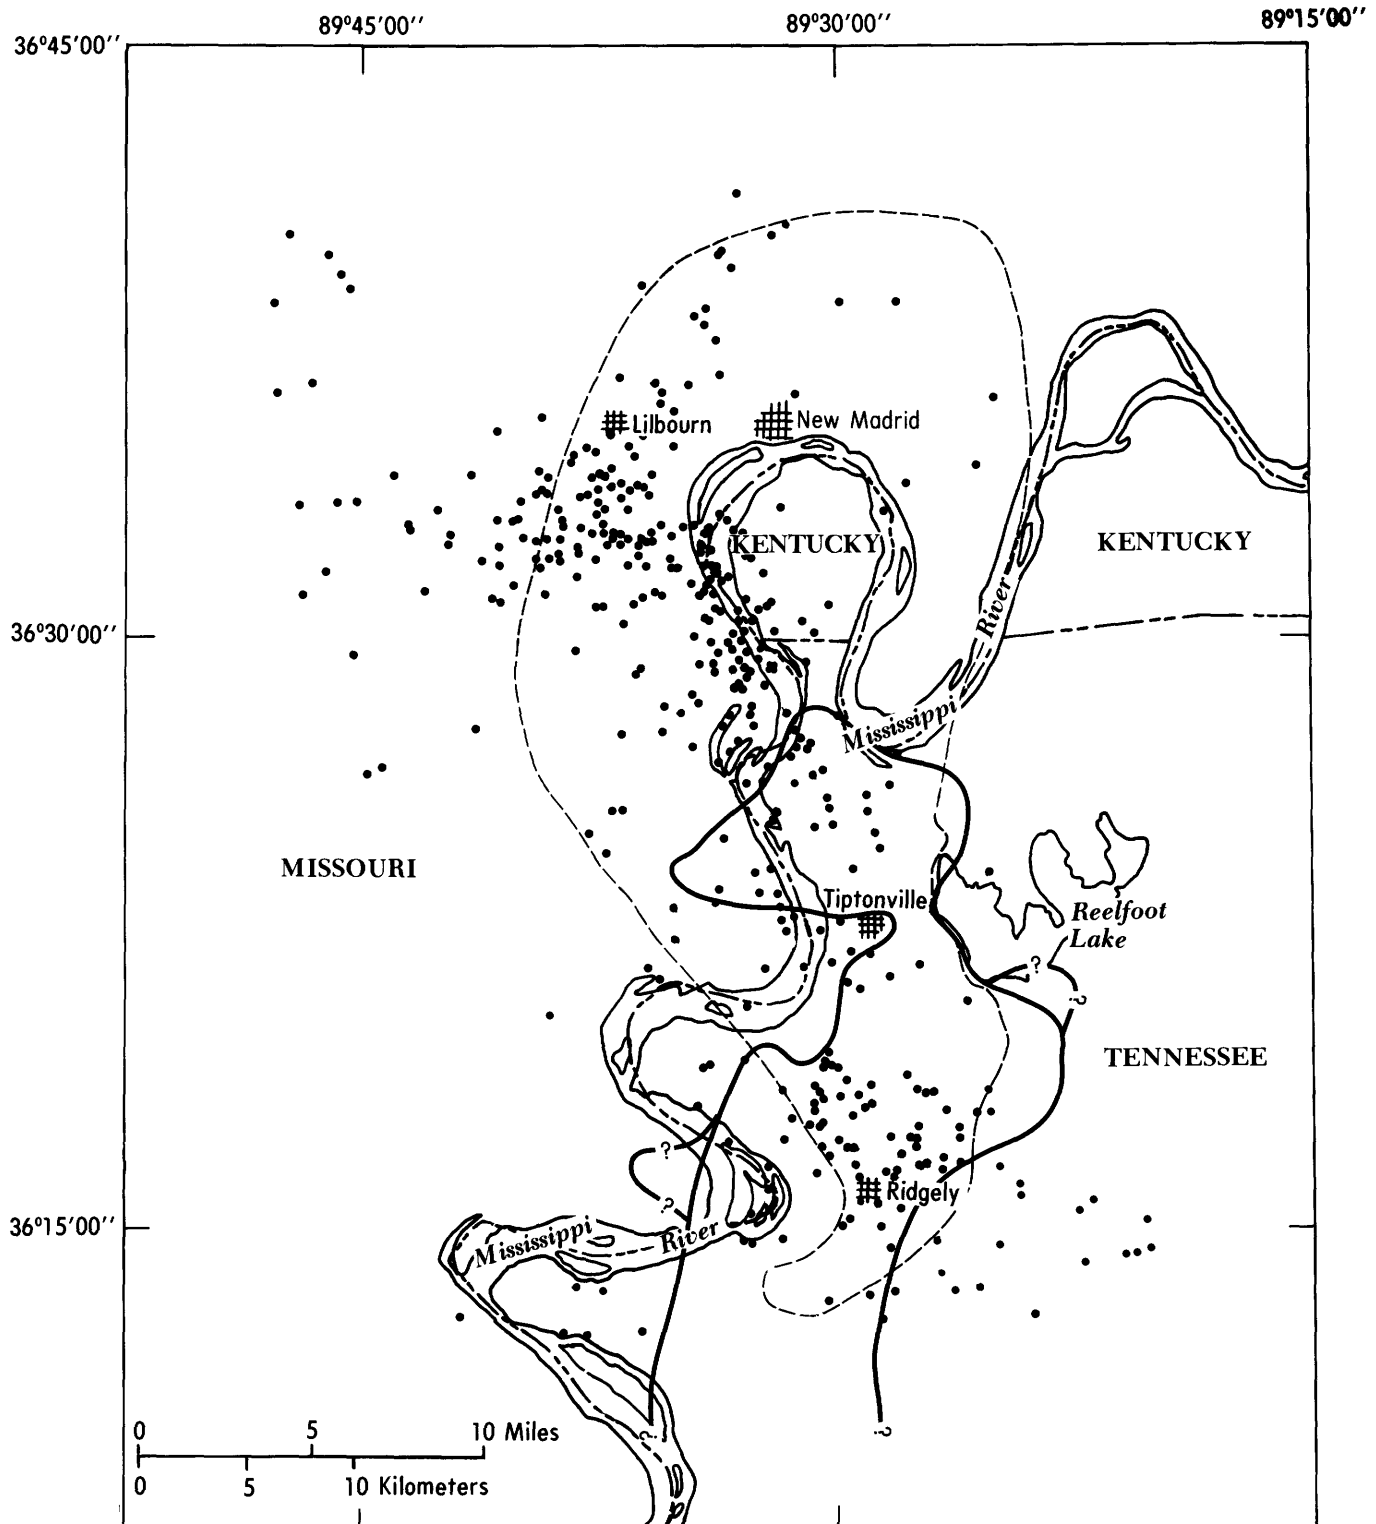 89°45'00''
89°30'00''
89°15'00''
36°45'00''
Lilbourn
New Madrid
KENTUCKY
KENTUCKY
River
36°30'00''
Mississippi
MISSOURI
Tiptonville
Reelfoot
Lake
?
?
TENNESSEE
?
Ridgely
?
36°15'00''
Mississippi
River
0
5
10 Miles
?
?
0
5
10 Kilometers